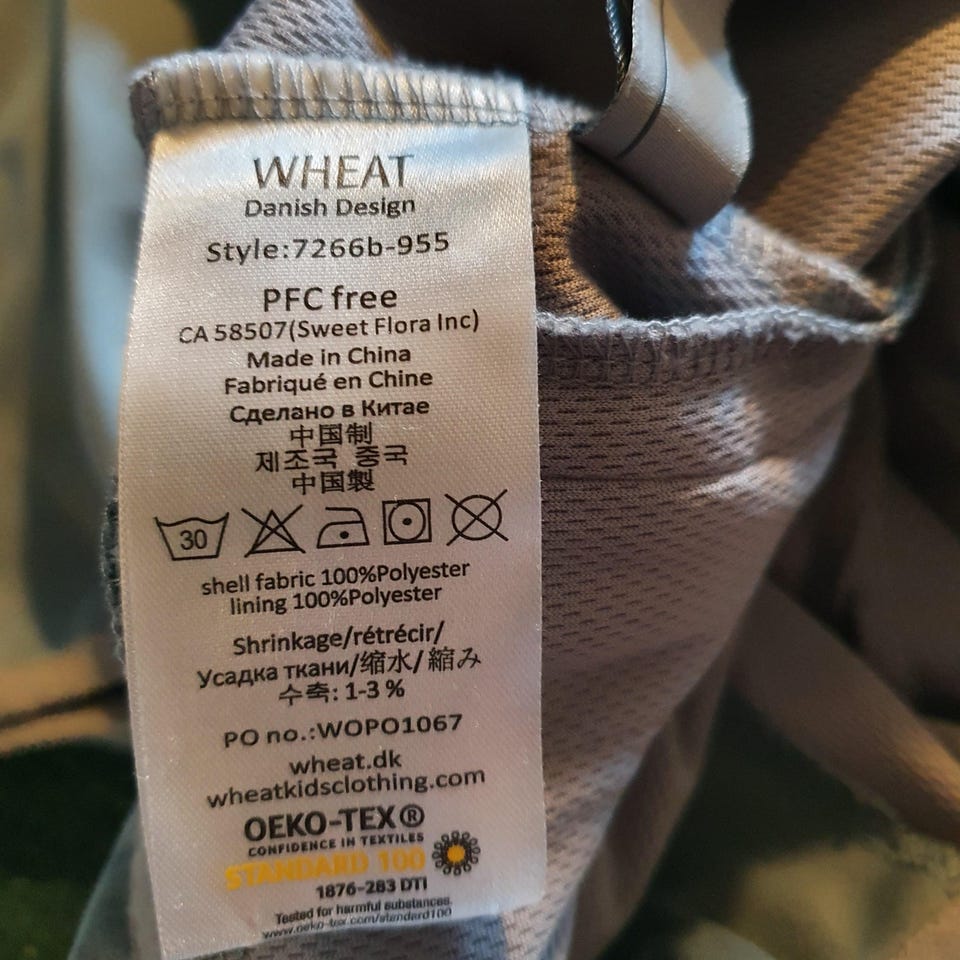 WHEAT
Danish Design
Style:7266b-955
PFC free
CA 58507(Sweet Flora Inc)
Made in China
Fabriqué en Chine
Сделано в Китае
中国制
제조국 중국
中国製
30
shell fabric 100%Polyester
lining 100%Polyester
Shrinkage/rétrécir/
Усадка ткани/缩水/縮み
수축: 1-3 %
PO no.:WOPO1067
wheat.dk
wheatkidsclothing.com
OEKO-TEX®
CONFIDENCE IN TEXTILES
STANDARD 100
1876-283 DTI
Tested for harmful substances.
www.oeko-tex.com/standard100